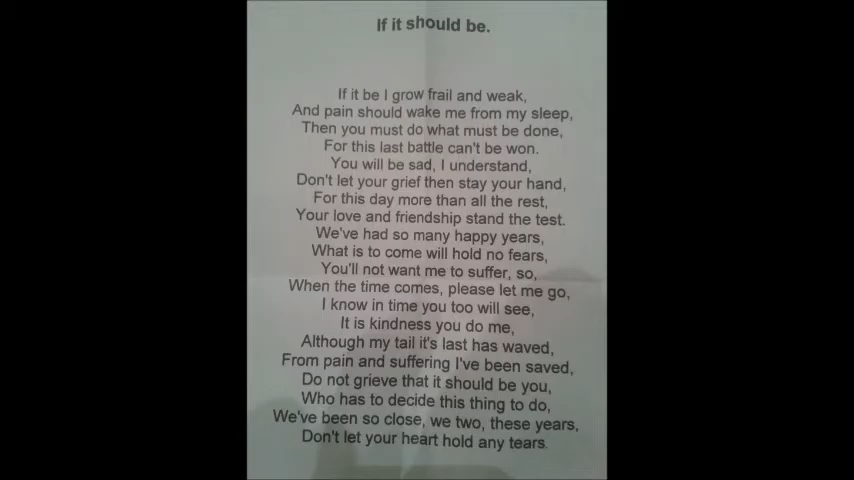 If it should be.
If it be I grow frail and weak,
And pain should wake me from my sleep,
Then you must do what must be done,
For this last battle can't be won.
You will be sad, I understand,
Don't let your grief then stay your hand,
For this day more than all the rest,
Your love and friendship stand the test.
We've had so many happy years,
What is to come will hold no fears,
You'll not want me to suffer, so,
When the time comes, please let me go,
I know in time you too will see,
It is kindness you do me,
Although my tail it's last has waved,
From pain and suffering I've been saved,
Do not grieve that it should be you,
Who has to decide this thing to do,
We've been so close, we two, these years,
Don't let your heart hold any tears.